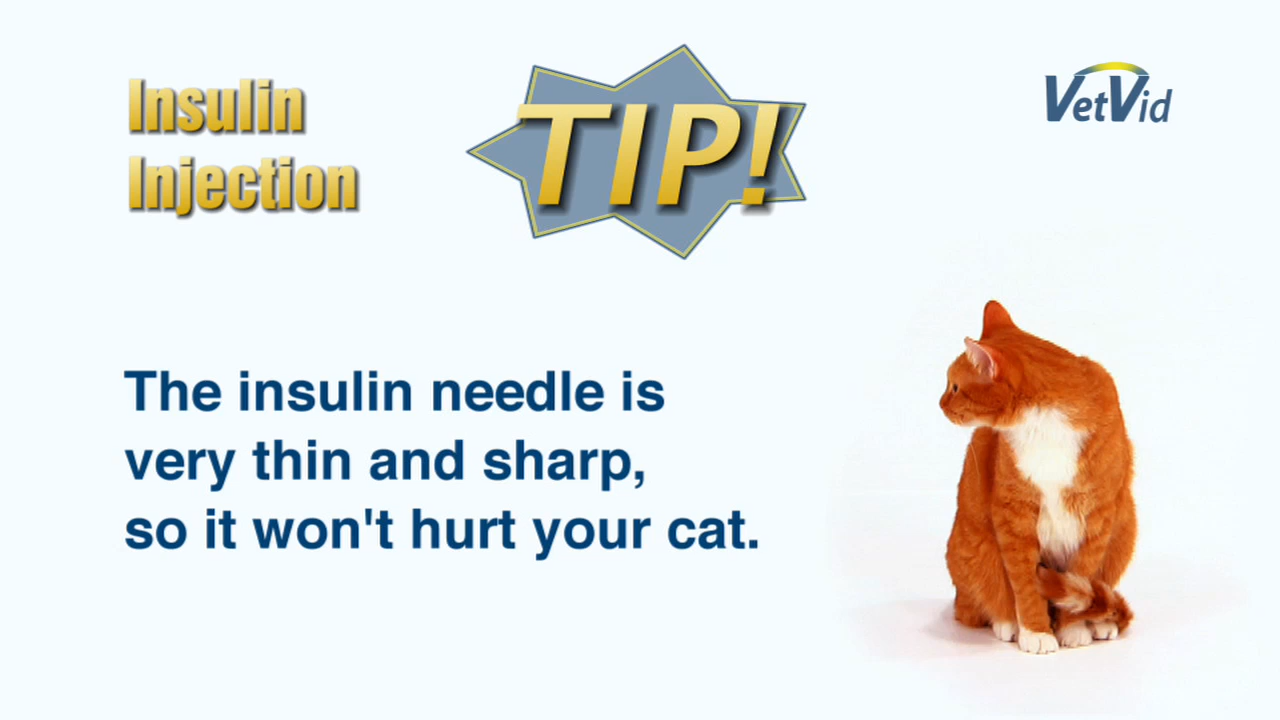 Insulin
Injection
TIP!
VetVid
The insulin needle is
very thin and sharp,
so it won't hurt your cat.